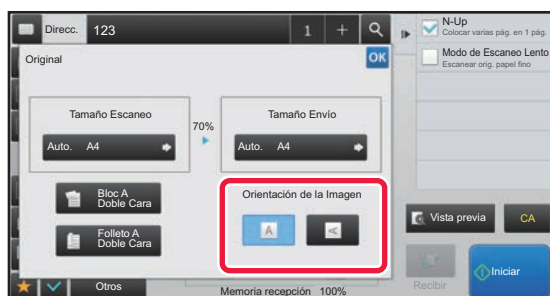 Direcc. 123 1 +
Original OK
Tamaño Escaneo
Auto. A4
70%
Tamaño Envío
Auto. A4
Bloc A
Doble Cara
Folleto A
Doble Cara
Orientación de la Imagen
A A
Otros
Memoria recepción 100%
N-Up
Colocar varias pág. en 1 pág.
Modo de Escaneo Lento
Escanear orig. papel fino
Vista previa
CA
Recibir
Iniciar